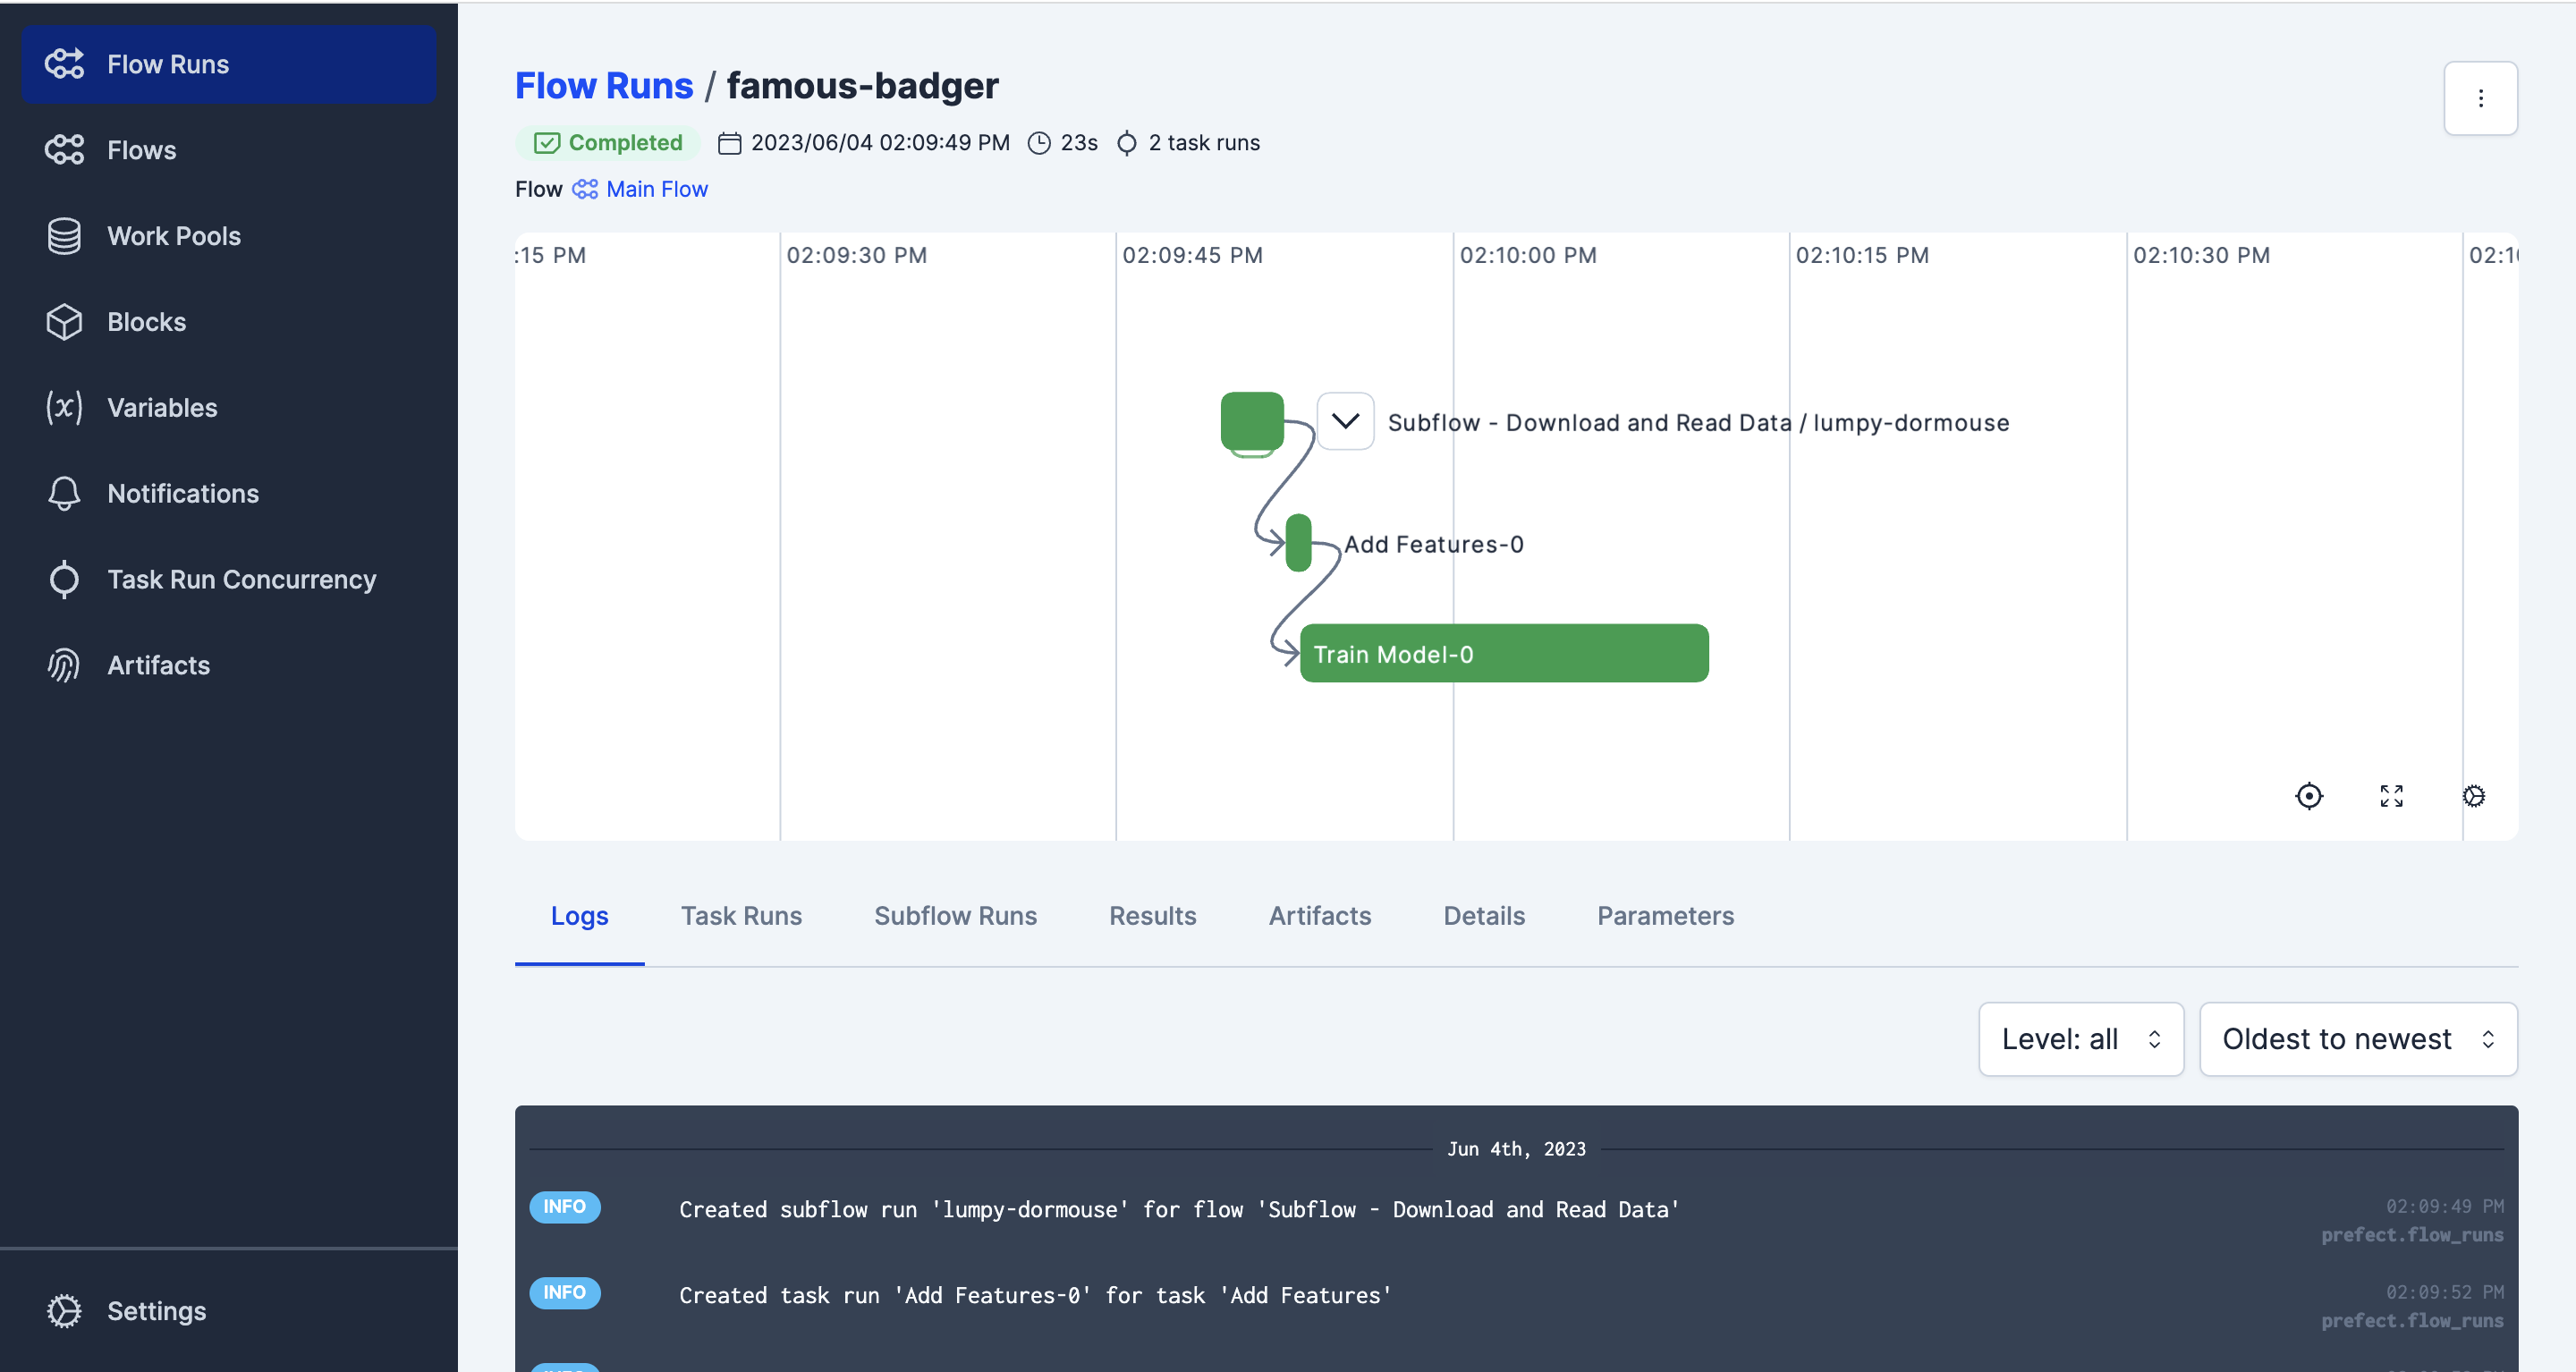 Flow Runs
Flows
Work Pools
Blocks
Variables
Notifications
Task Run Concurrency
Artifacts
Settings
Flow Runs / famous-badger
Completed 2023/06/04 02:09:49 PM 23s 2 task runs
Flow Main Flow
:15 PM 02:09:30 PM 02:09:45 PM 02:10:00 PM 02:10:15 PM 02:10:30 PM
Subflow - Download and Read Data / lumpy-dormouse
Add Features-0
Train Model-0
Logs Task Runs Subflow Runs Results Artifacts Details Parameters
Level: all Oldest to newest
Jun 4th, 2023
INFO Created subflow run 'lumpy-dormouse' for flow 'Subflow - Download and Read Data' 02:09:49 PM
prefect.flow_runs
INFO Created task run 'Add Features-0' for task 'Add Features' 02:09:52 PM
prefect.flow_runs